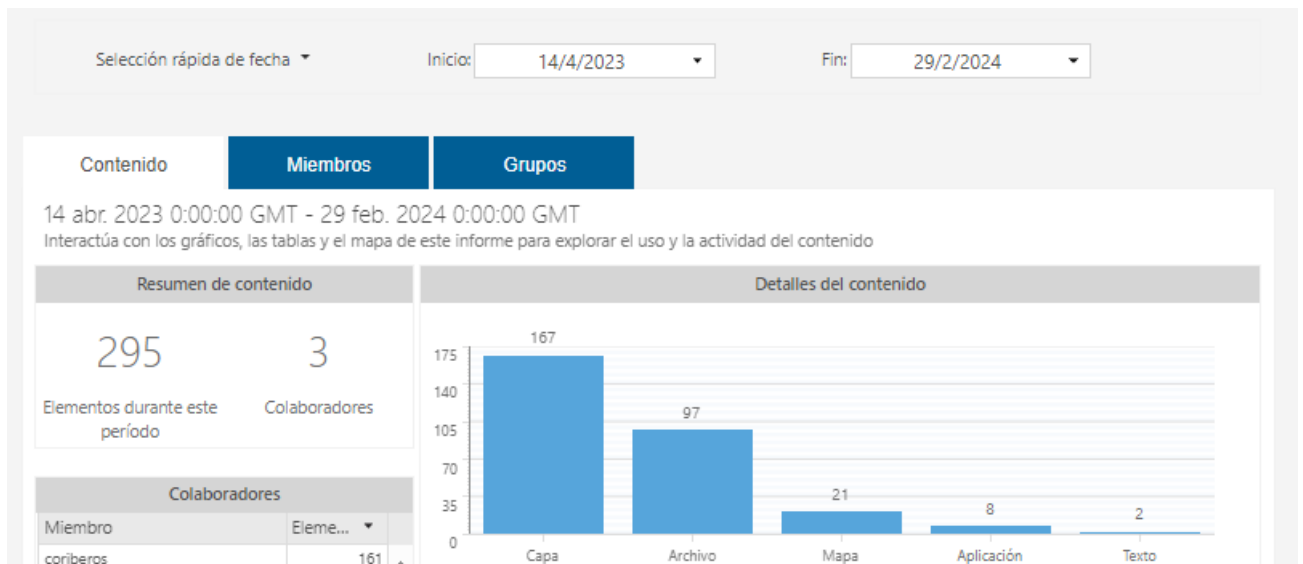 Selección rápida de fecha Inicio: 14/4/2023 Fin: 29/2/2024
Contenido Miembros Grupos
14 abr. 2023 0:00:00 GMT - 29 feb. 2024 0:00:00 GMT
Interactúa con los gráficos, las tablas y el mapa de este informe para explorar el uso y la actividad del contenido
Resumen de contenido
295 3
Elementos durante este período Colaboradores
Colaboradores
Miembro Eleme...
coriberos 161
Detalles del contenido
175
140
105
70
35
0
167
97
21
8
2
Capa Archivo Mapa Aplicación Texto